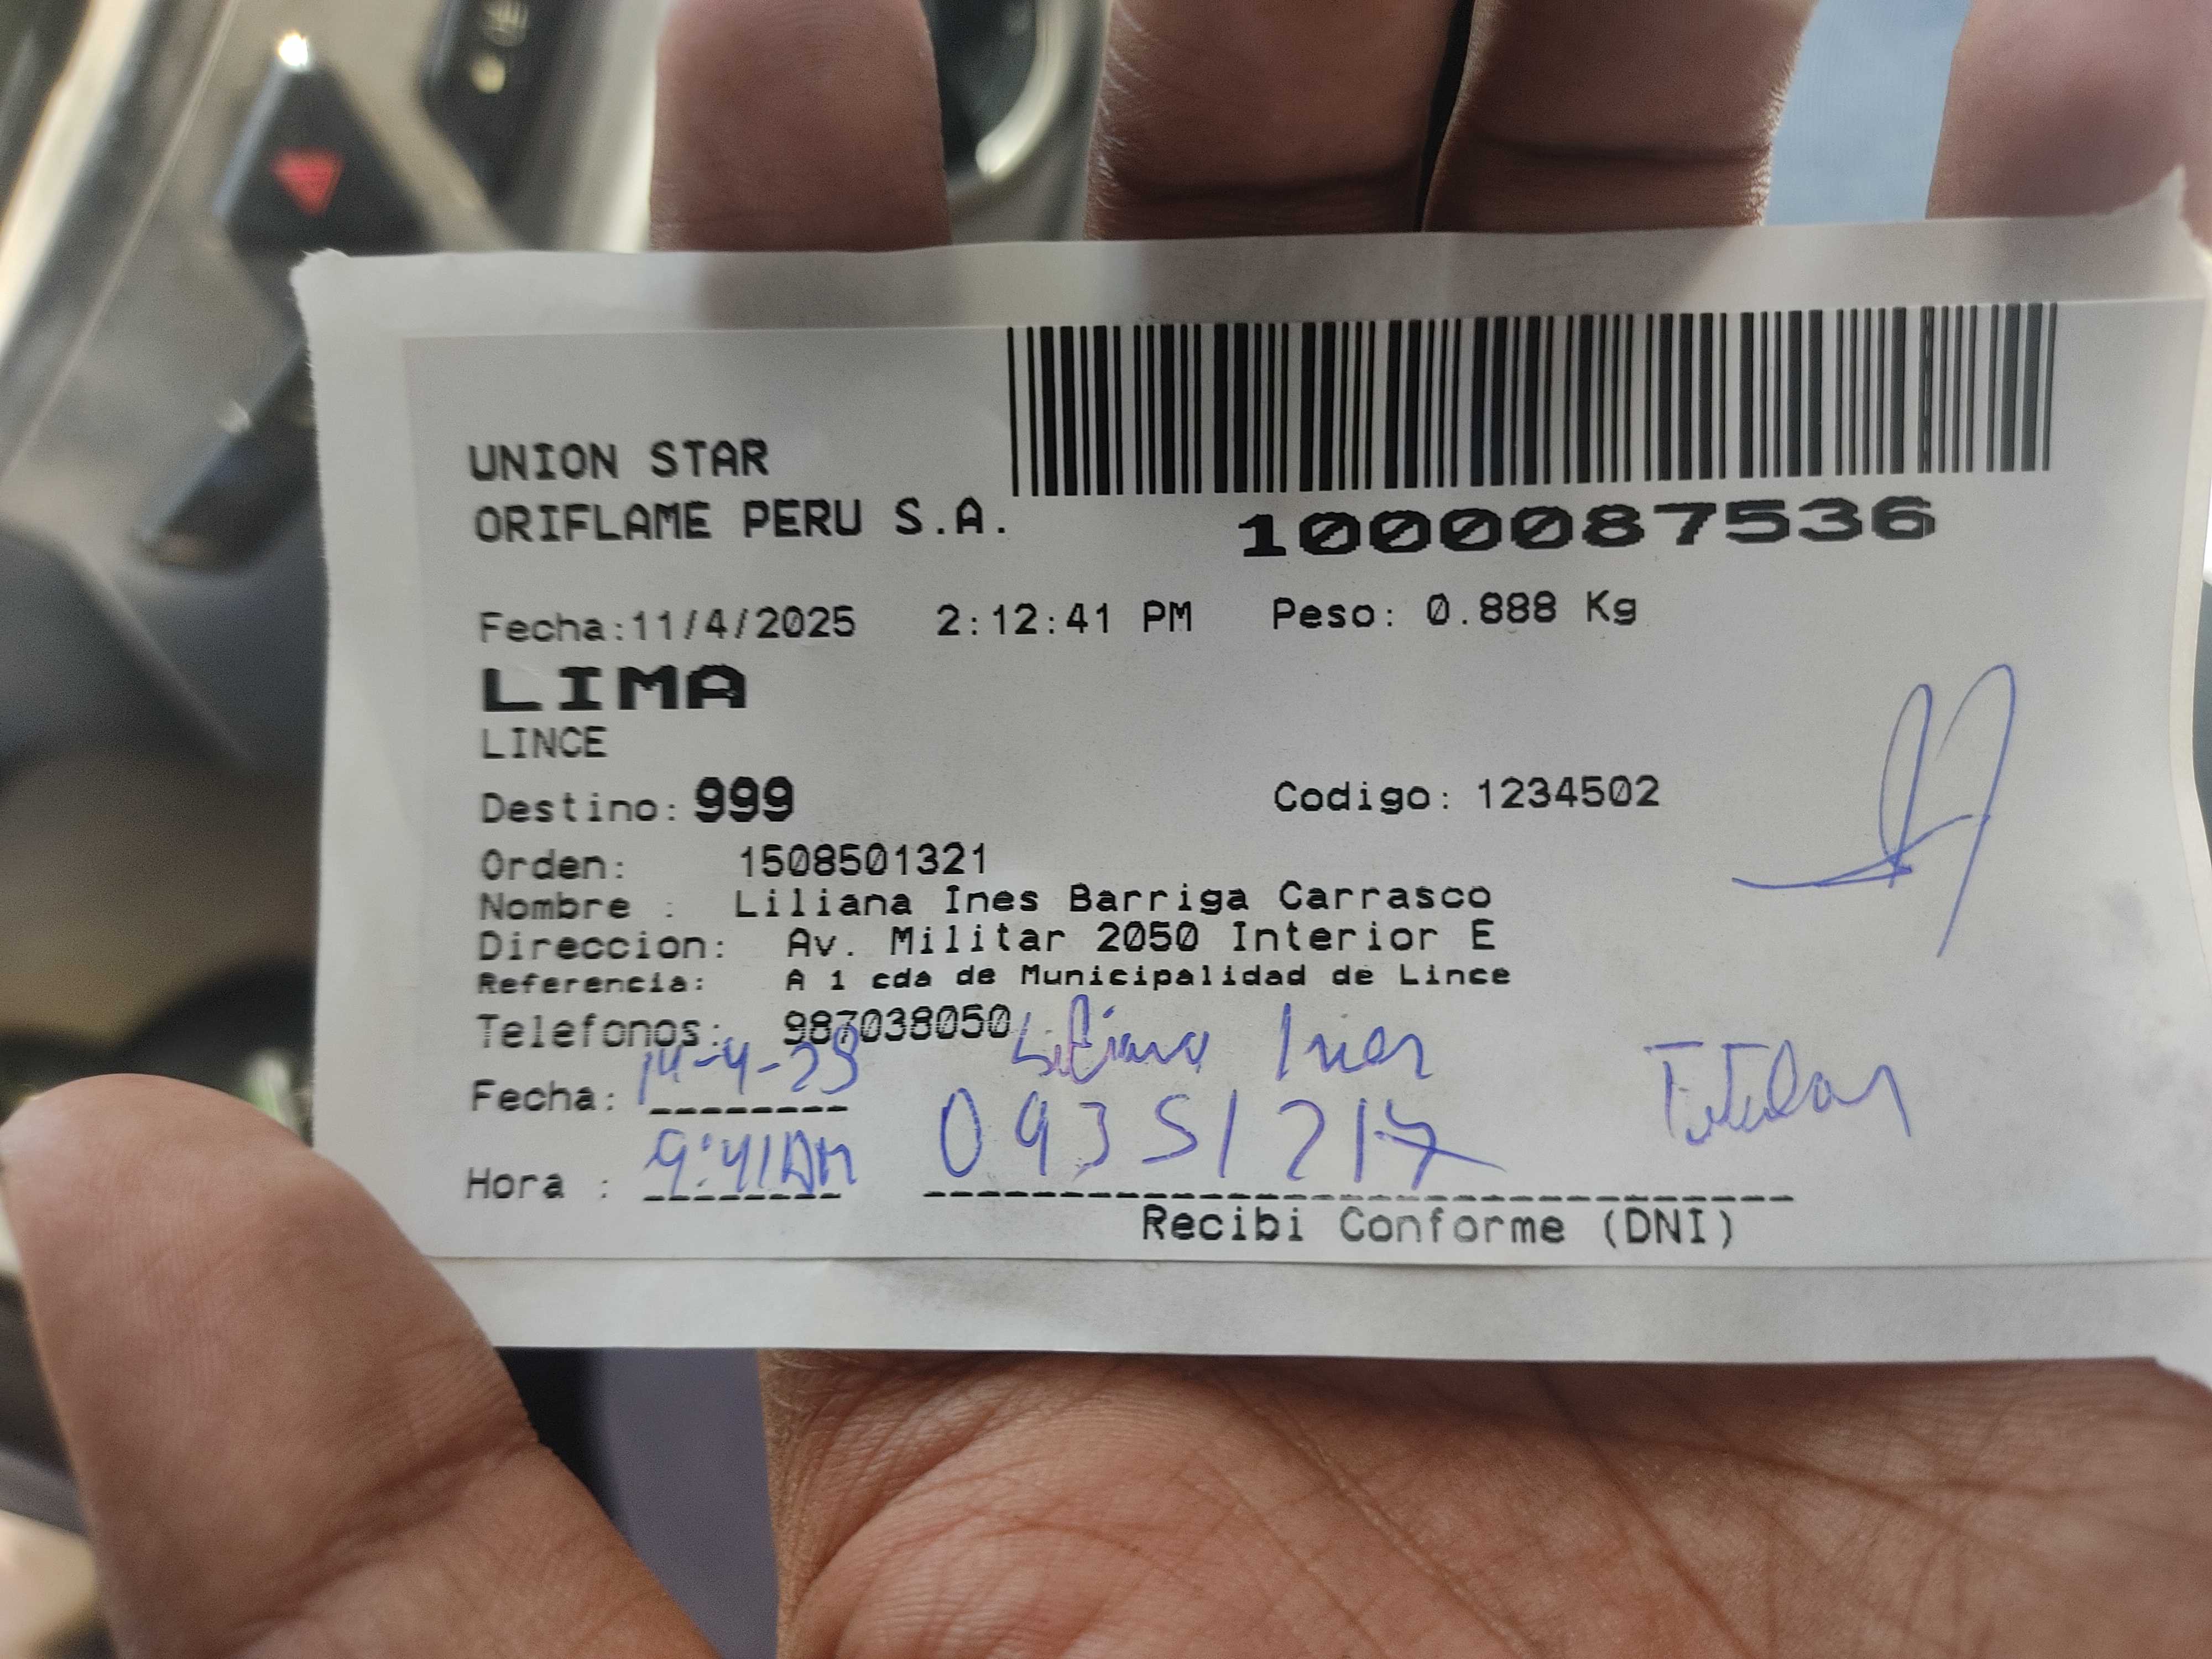 UNION STAR
ORIFLAME PERU S.A.
1000087536
Fecha:11/4/2025 2:12:41 PM Peso: 0.888 Kg
LIMA
LINCE
Destino: 999 Codigo: 1234502
Orden: 1508501321
Nombre : Liliana Ines Barriga Carrasco
Direccion: Av. Militar 2050 Interior E
Referencia: A 1 cda de Municipalidad de Lince
Telefonos: 987038050
Liliana Ines
Titular
Fecha: 14-4-25
09351217
Hora : 9:41AM
Recibi Conforme (DNI)